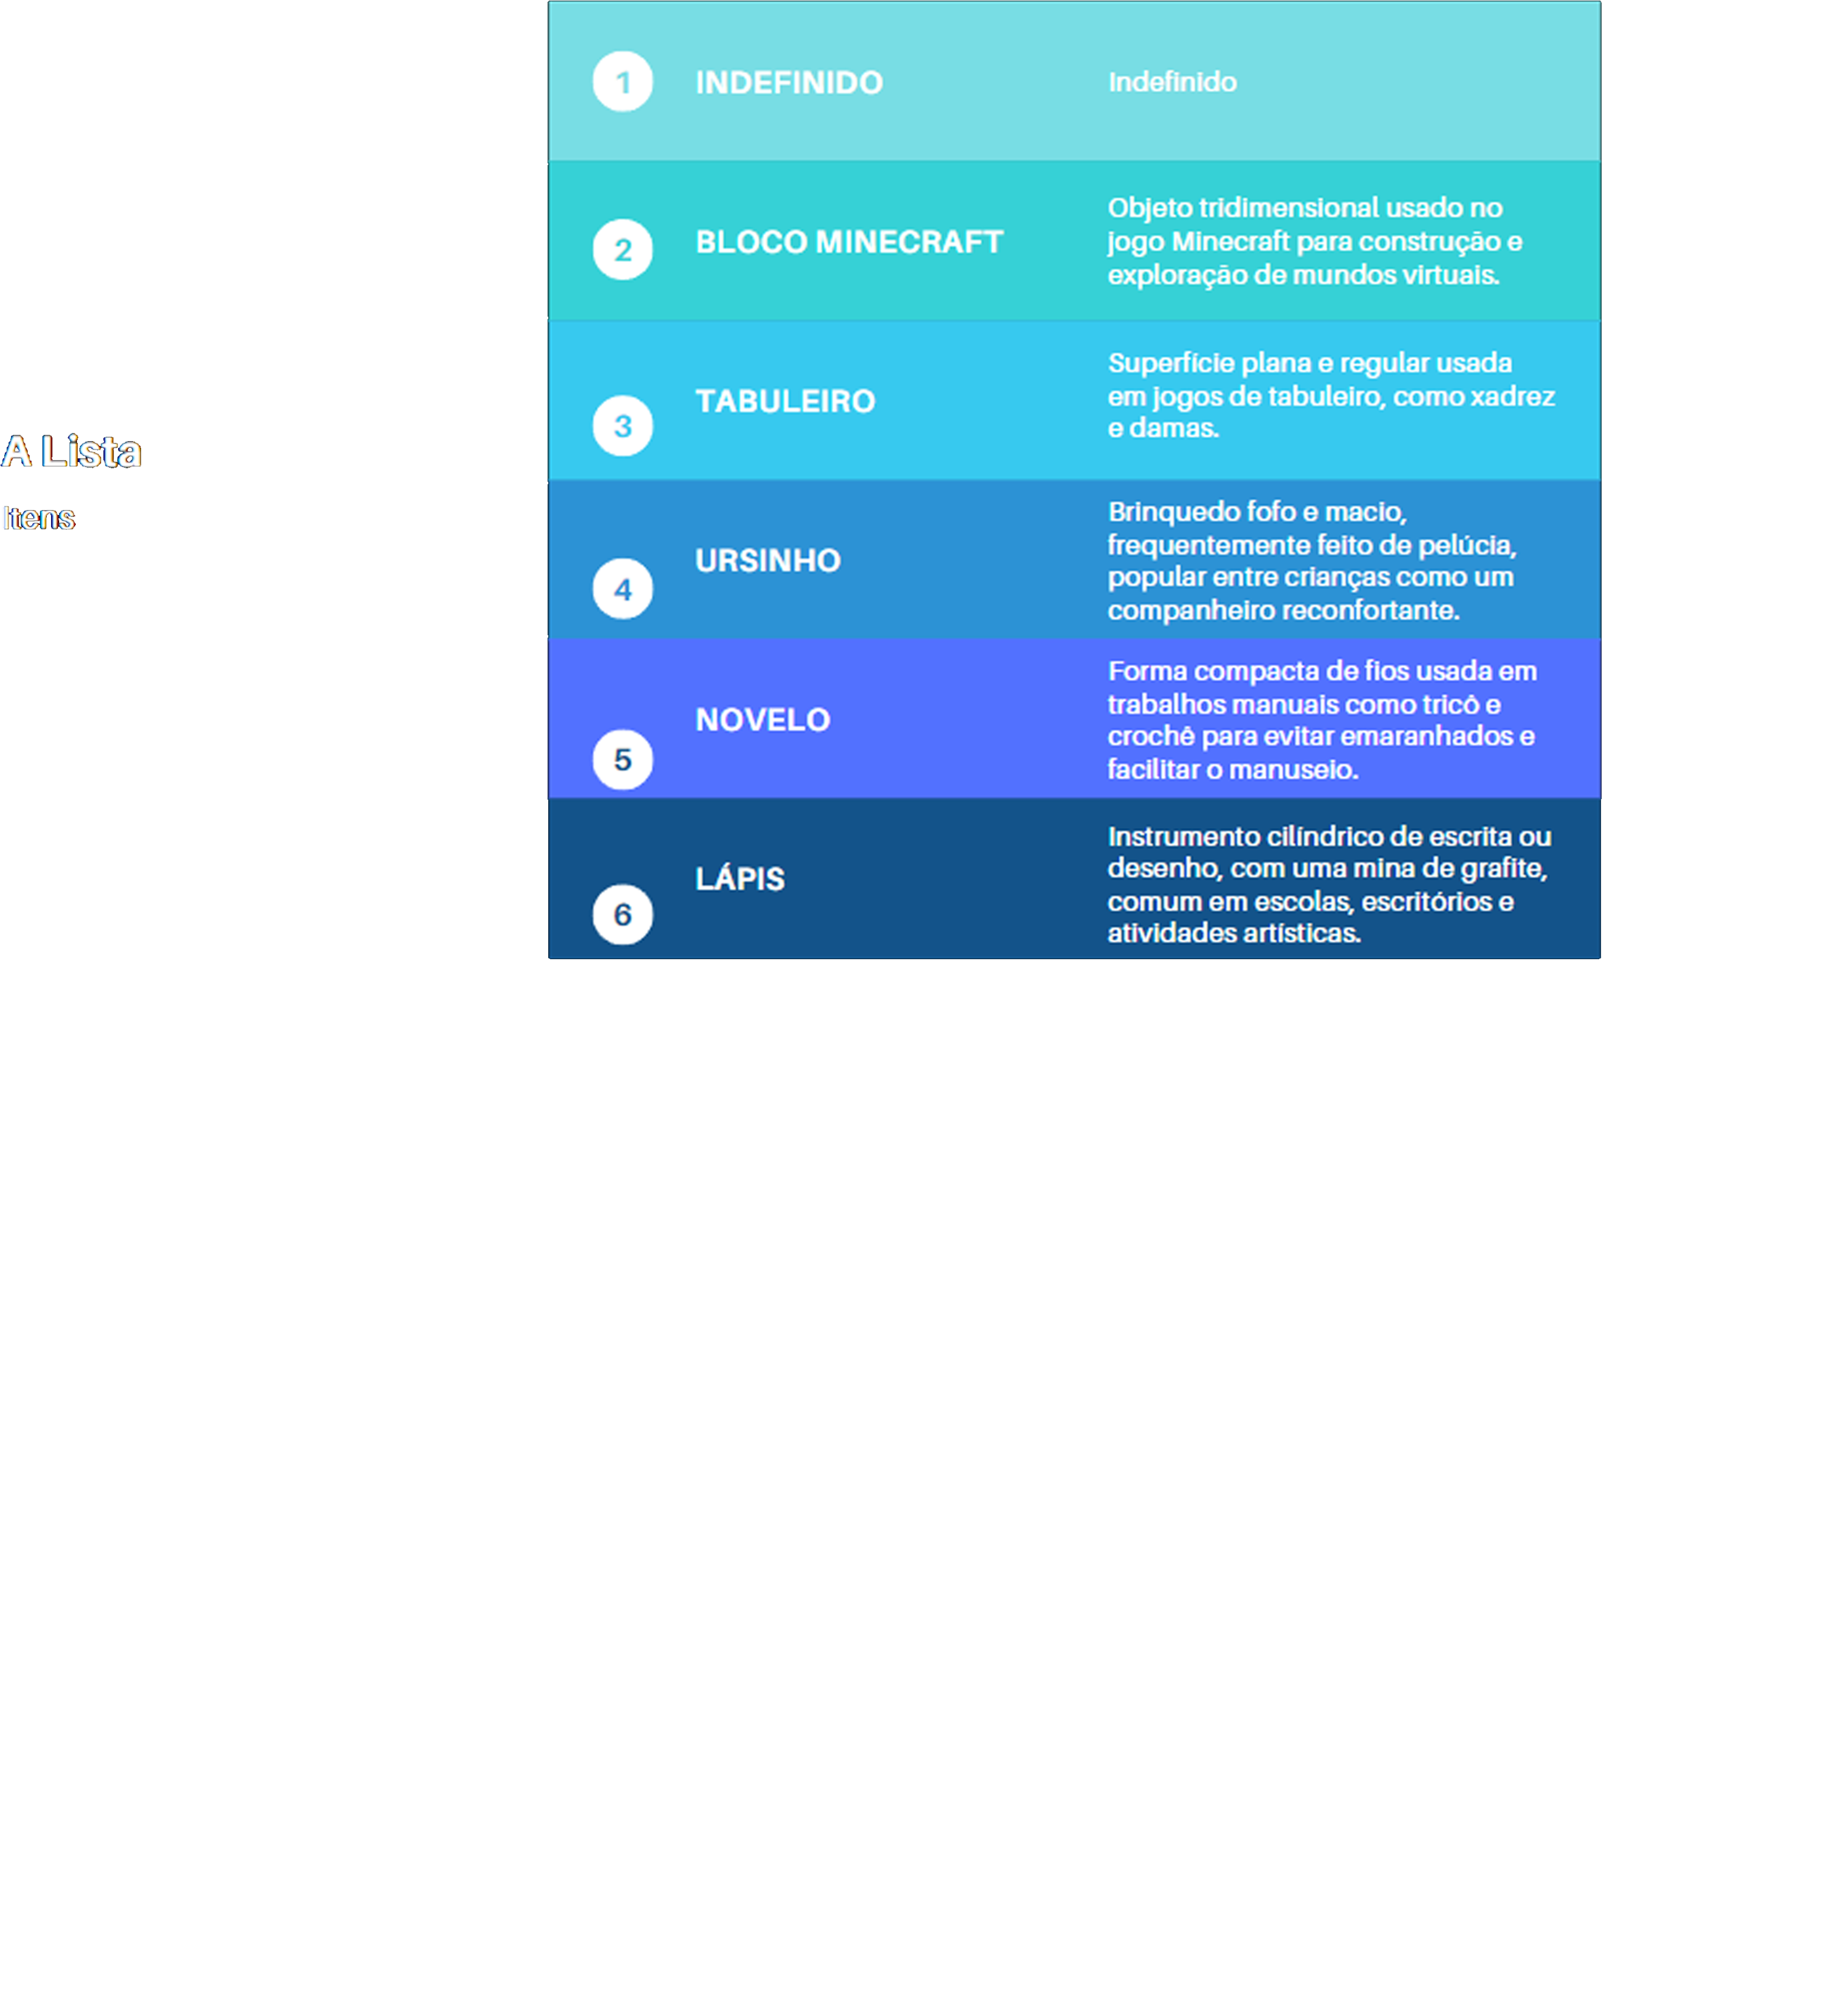 A Lista
Itens
1
INDEFINIDO
Indefinido
2
BLOCO MINECRAFT
Objeto tridimensional usado no
jogo Minecraft para construção e
exploração de mundos virtuais.
3
TABULEIRO
Superfície plana e regular usada
em jogos de tabuleiro, como xadrez
e damas.
4
URSINHO
Brinquedo fofo e macio,
frequentemente feito de pelúcia,
popular entre crianças como um
companheiro reconfortante.
5
NOVELO
Forma compacta de fios usada em
trabalhos manuais como tricô e
crochê para evitar emaranhados e
facilitar o manuseio.
6
LÁPIS
Instrumento cilíndrico de escrita ou
desenho, com uma mina de grafite,
comum em escolas, escritórios e
atividades artísticas.